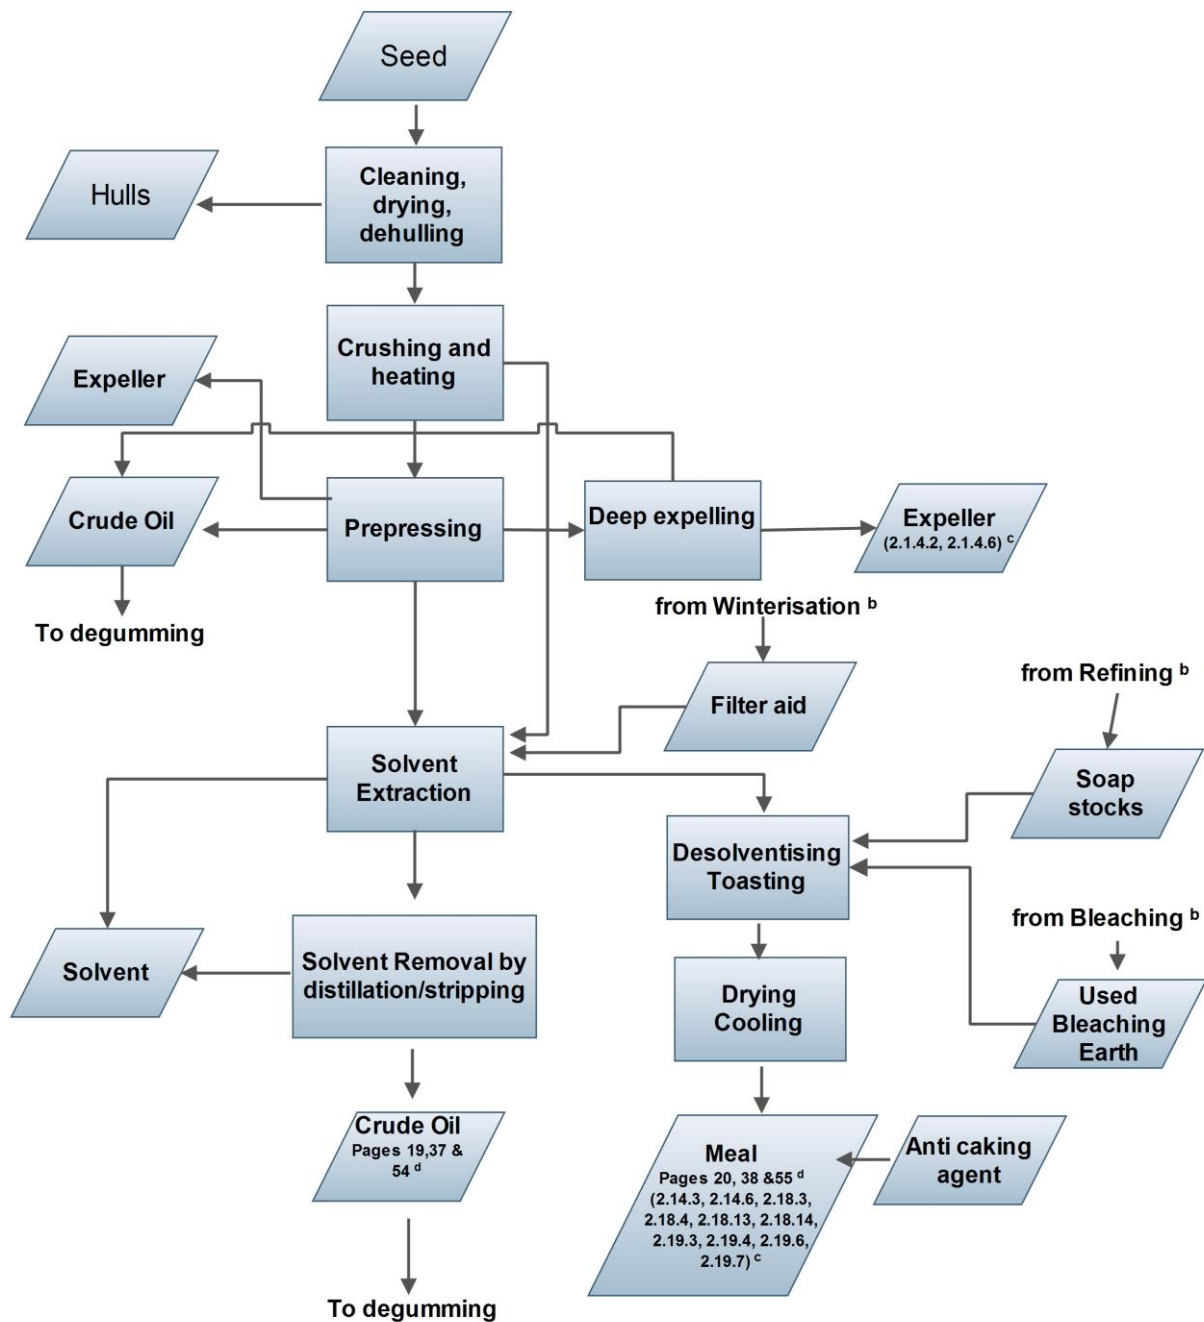 Seed
Hulls
Cleaning,
drying,
dehulling
Expeller
Crushing and
heating
Crude Oil
Prepressing
Deep expelling
Expeller
(2.1.4.2, 2.1.4.6) c
To degumming
from Winterisation b
Filter aid
from Refining b
Soap
stocks
Solvent
Extraction
Desolventising
Toasting
from Bleaching b
Used
Bleaching
Earth
Solvent
Solvent Removal by
distillation/stripping
Drying
Cooling
Crude Oil
Pages 19,37 &
54 d
Meal
Pages 20, 38 &55 d
(2.14.3, 2.14.6, 2.18.3,
2.18.4, 2.18.13, 2.18.14,
2.19.3, 2.19.4, 2.19.6,
2.19.7) c
Anti caking
agent
To degumming